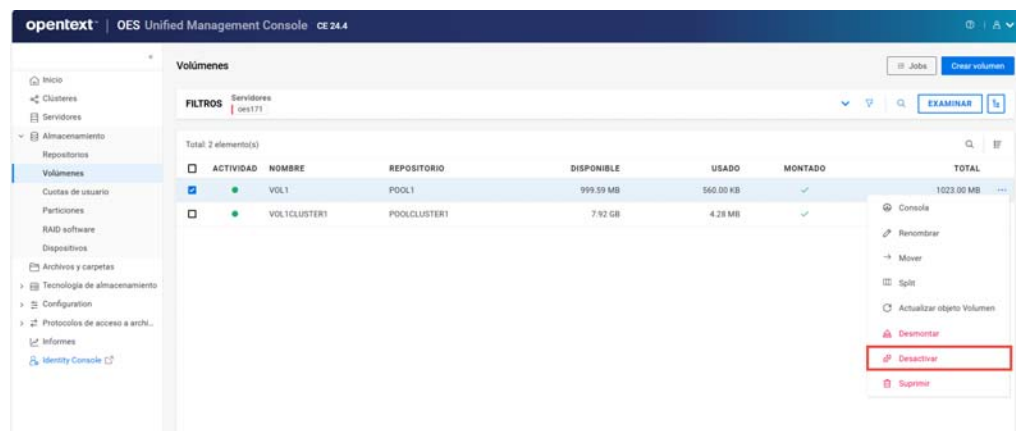 opentext™ | OES Unified Management Console CE 24.4
Inicio
Clústeres
Servidores
Almacenamiento
Repositorios
Volúmenes
Cuotas de usuario
Particiones
RAID software
Dispositivos
Archivos y carpetas
Tecnología de almacenamiento
Configuration
Protocolos de acceso a archi...
Informes
Identity Console
Volúmenes
Jobs Crear volumen
FILTROS Servidores
oes171
EXAMINAR
Total: 2 elemento(s)
ACTIVIDAD NOMBRE REPOSITORIO DISPONIBLE USADO MONTADO TOTAL
VOL1 POOL1 999.59 MB 560.00 KB 1023.00 MB ...
VOL1CLUSTER1 POOLCLUSTER1 7.92 GB 4.28 MB
Consola
Renombrar
Mover
Split
Actualizar objeto Volumen
Desmontar
Desactivar
Suprimir